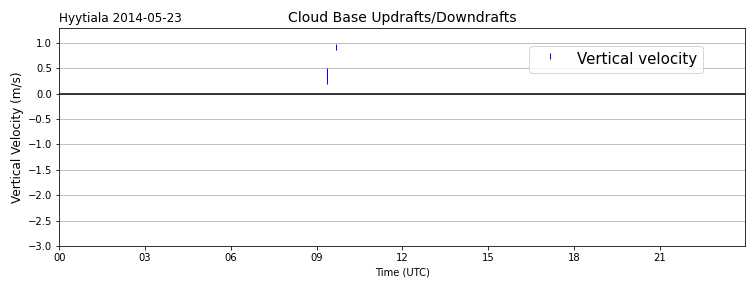 Hyytiala 2014-05-23
Cloud Base Updrafts/Downdrafts
Vertical velocity
Vertical Velocity (m/s)
1.0
0.5
0.0
−0.5
−1.0
−1.5
−2.0
−2.5
−3.0
00 03 06 09 12 15 18 21
Time (UTC)